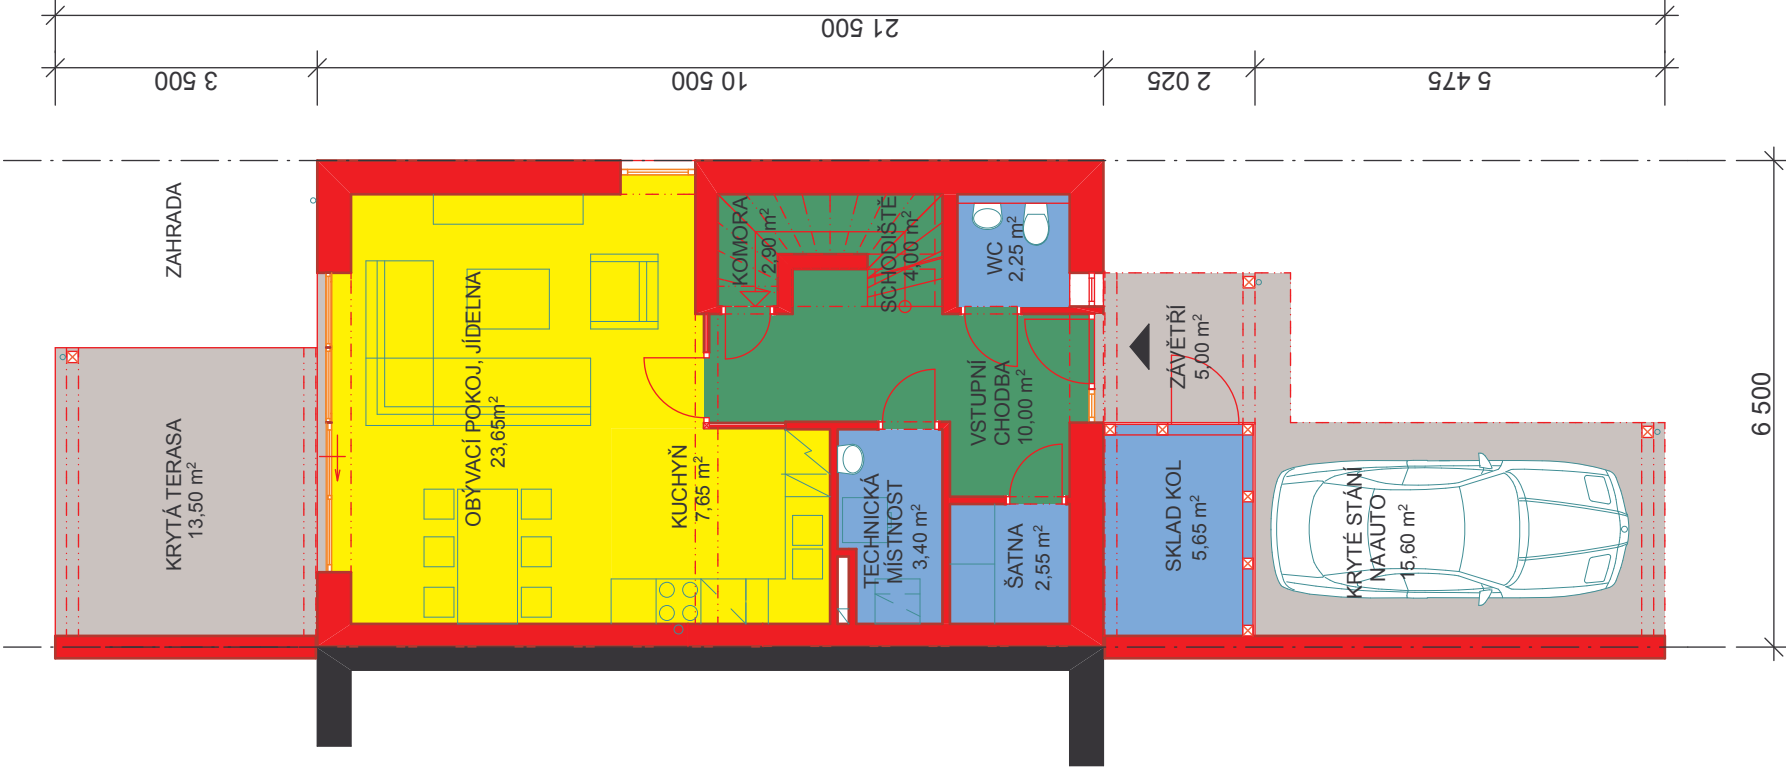 21 500
3 500
10 500
2 025
5 475
6 500
ZAHRADA
KRYTÁ TERASA
13,50 m²
OBÝVACÍ POKOJ, JÍDELNA
23,65m²
KUCHYŇ
7,65 m²
KOMORA
2,90 m²
SCHODIŠTĚ
4,00 m²
WC
2,25 m²
VSTUPNÍ
CHODBA
10,00 m²
TECHNICKÁ
MÍSTNOST
3,40 m²
ŠATNA
2,55 m²
ZÁVĚTŘÍ
5,00 m²
SKLAD KOL
5,65 m²
KRYTÉ STÁNÍ
NA AUTO
15,60 m²